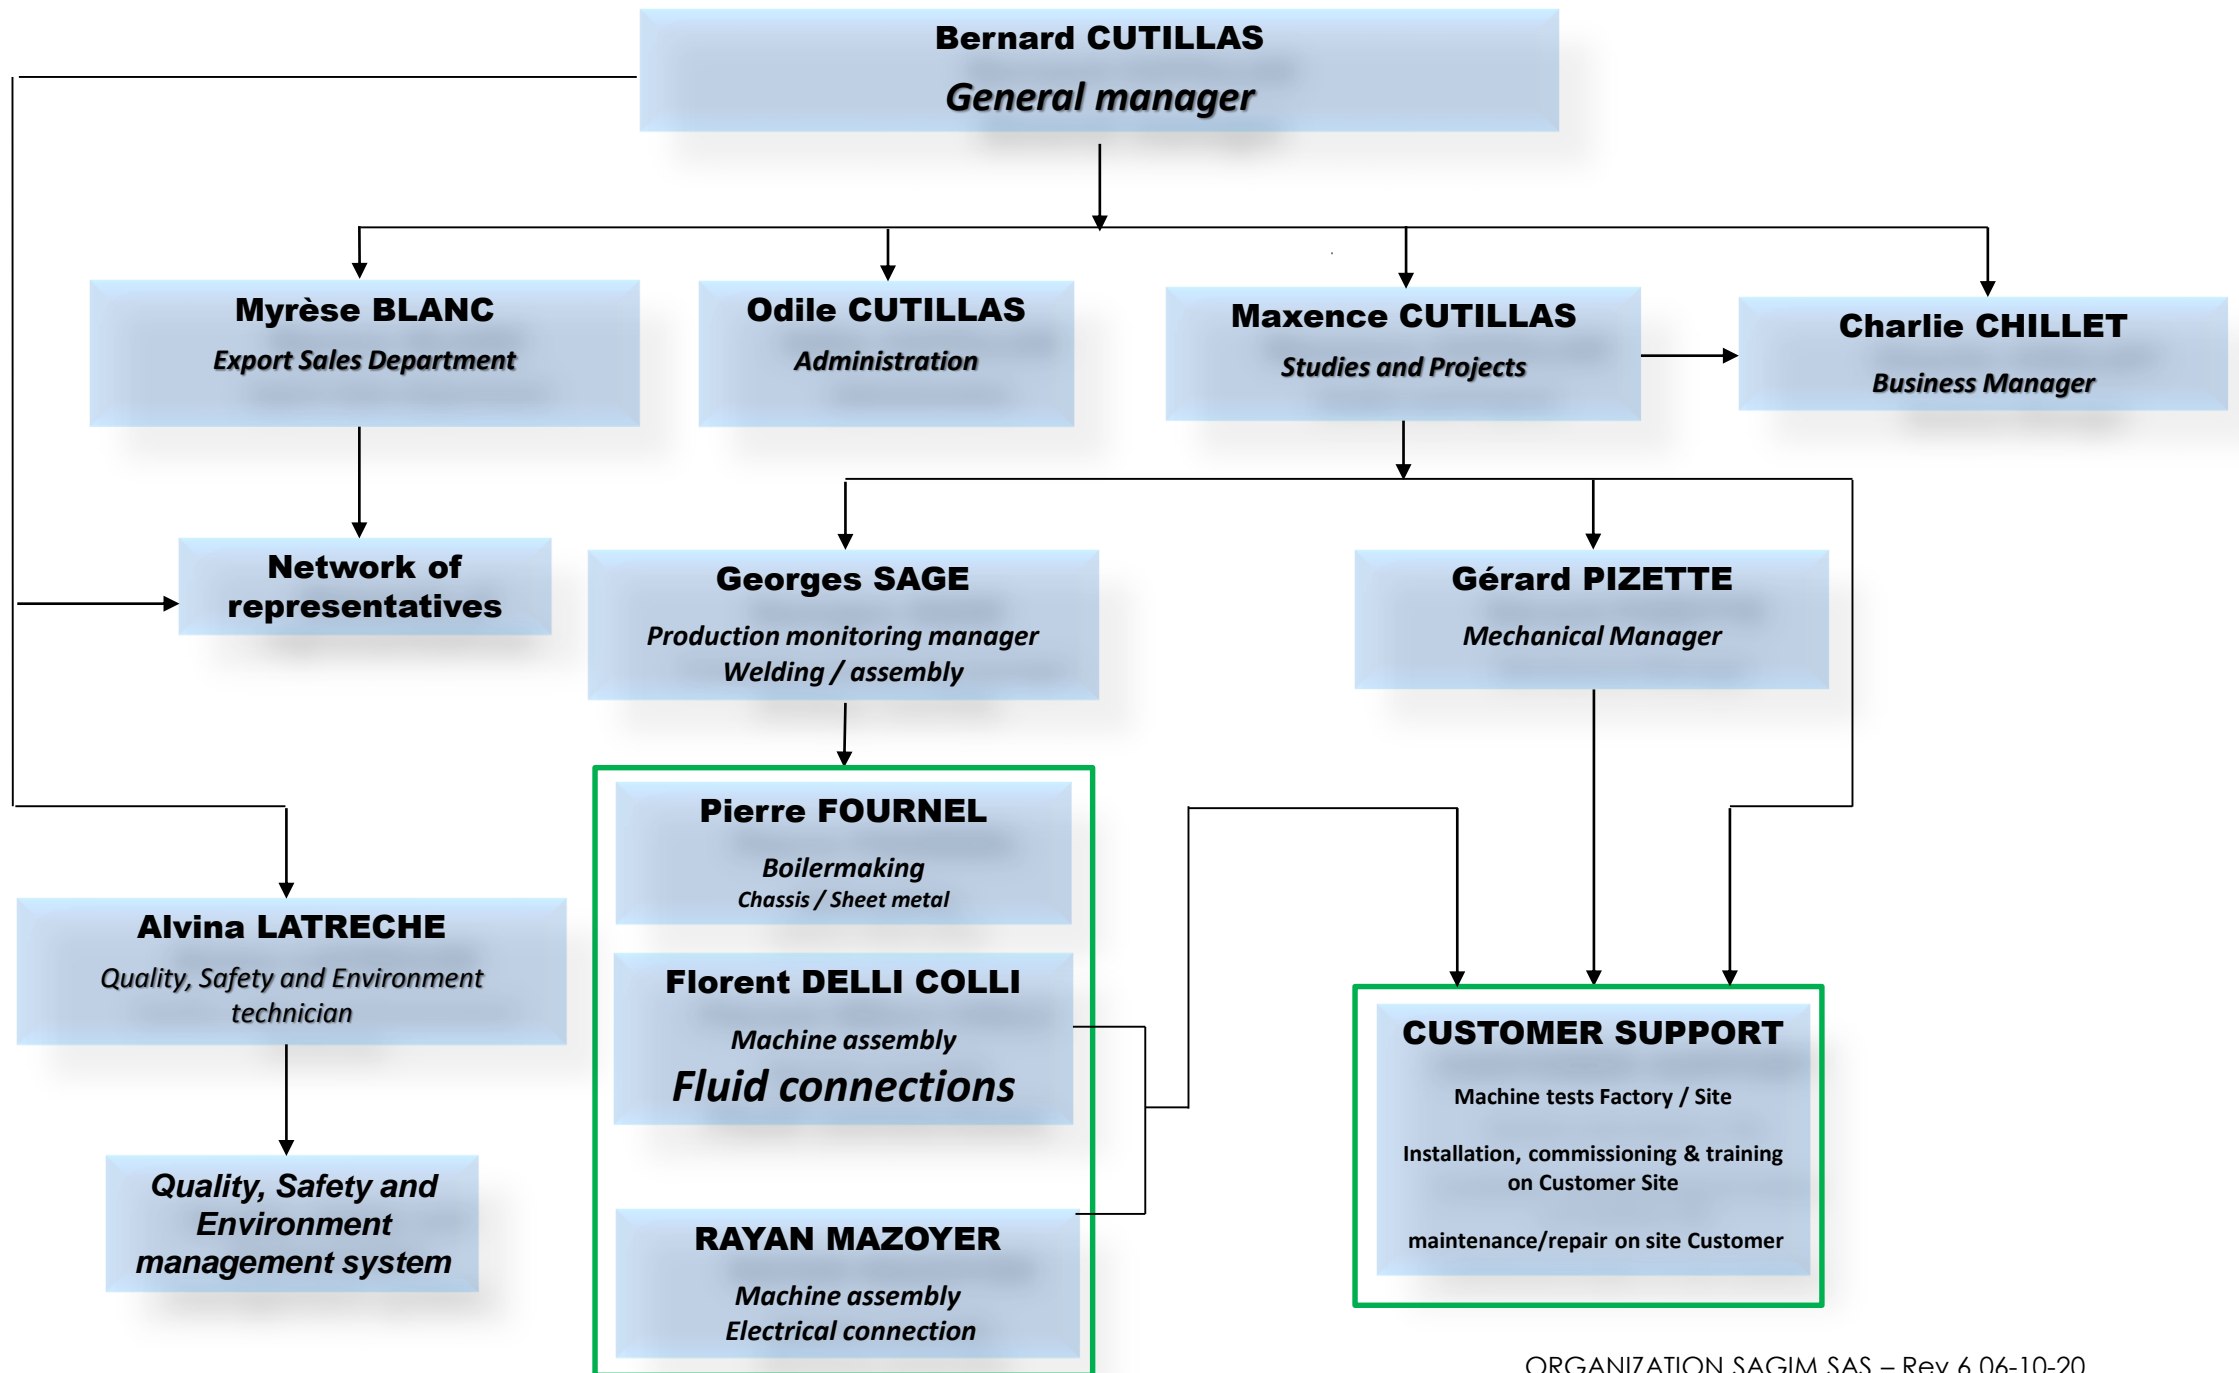 Bernard CUTILLAS
General manager
Myrèse BLANC
Export Sales Department
Odile CUTILLAS
Administration
Maxence CUTILLAS
Studies and Projects
Charlie CHILLET
Business Manager
Network of
representatives
Georges SAGE
Production monitoring manager
Welding / assembly
Gérard PIZETTE
Mechanical Manager
Pierre FOURNEL
Boilermaking
Chassis / Sheet metal
Alvina LATRECHE
Quality, Safety and Environment
technician
Florent DELLI COLLI
Machine assembly
Fluid connections
CUSTOMER SUPPORT
Machine tests Factory / Site
Installation, commissioning & training
on Customer Site
maintenance/repair on site Customer
Quality, Safety and
Environment
management system
RAYAN MAZOYER
Machine assembly
Electrical connection
ORGANIZATION SAGIM SAS – Rev 6 06-10-20